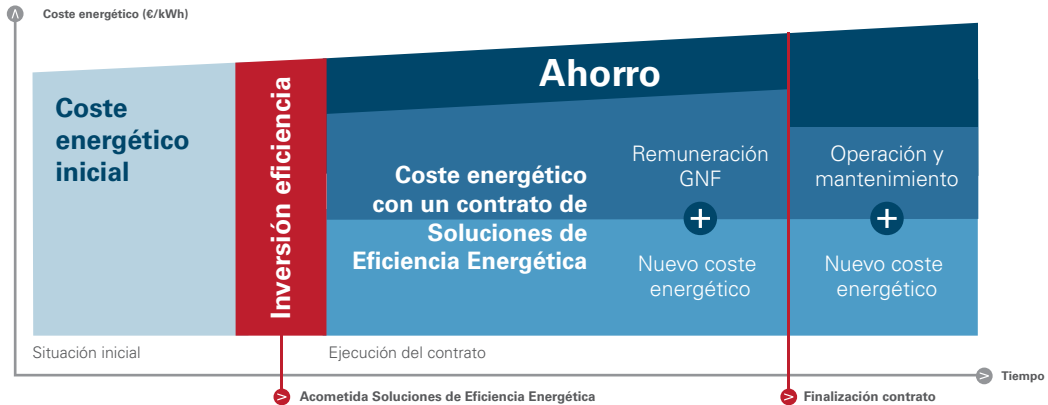 Coste energético (€/kWh)
Coste
energético
inicial
Inversión eficiencia
Ahorro
Coste energético
con un contrato de
Soluciones de
Eficiencia Energética
Remuneración
GNF
+
Nuevo coste
energético
Operación y
mantenimiento
+
Nuevo coste
energético
Situación inicial
Ejecución del contrato
Tiempo
Acometida Soluciones de Eficiencia Energética
Finalización contrato